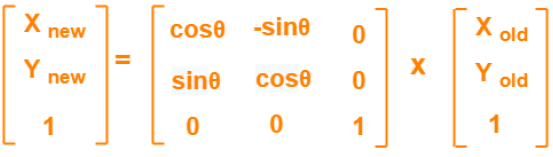 X new = cosθ -sinθ 0 x X old
Y new sinθ cosθ 0 Y old
1 0 0 1 1